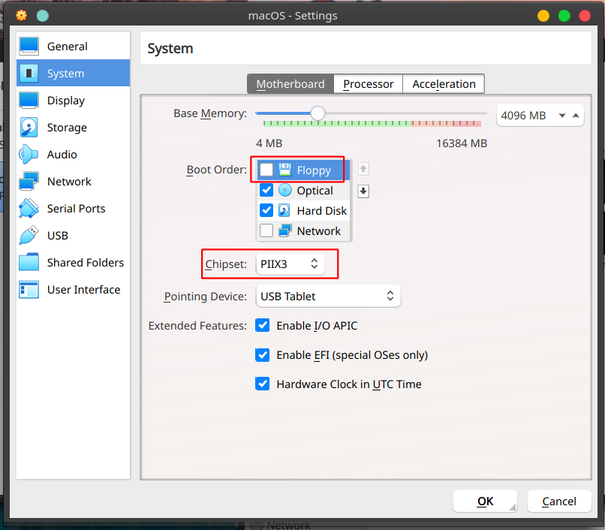 macOS - Settings
General
System
Display
Storage
Audio
Network
Serial Ports
USB
Shared Folders
User Interface
System
Motherboard Processor Acceleration
Base Memory: 4096 MB
4 MB 16384 MB
Boot Order: Floppy
Optical
Hard Disk
Network
Chipset: PIIX3
Pointing Device: USB Tablet
Extended Features: Enable I/O APIC
Enable EFI (special OSes only)
Hardware Clock in UTC Time
OK Cancel
Network